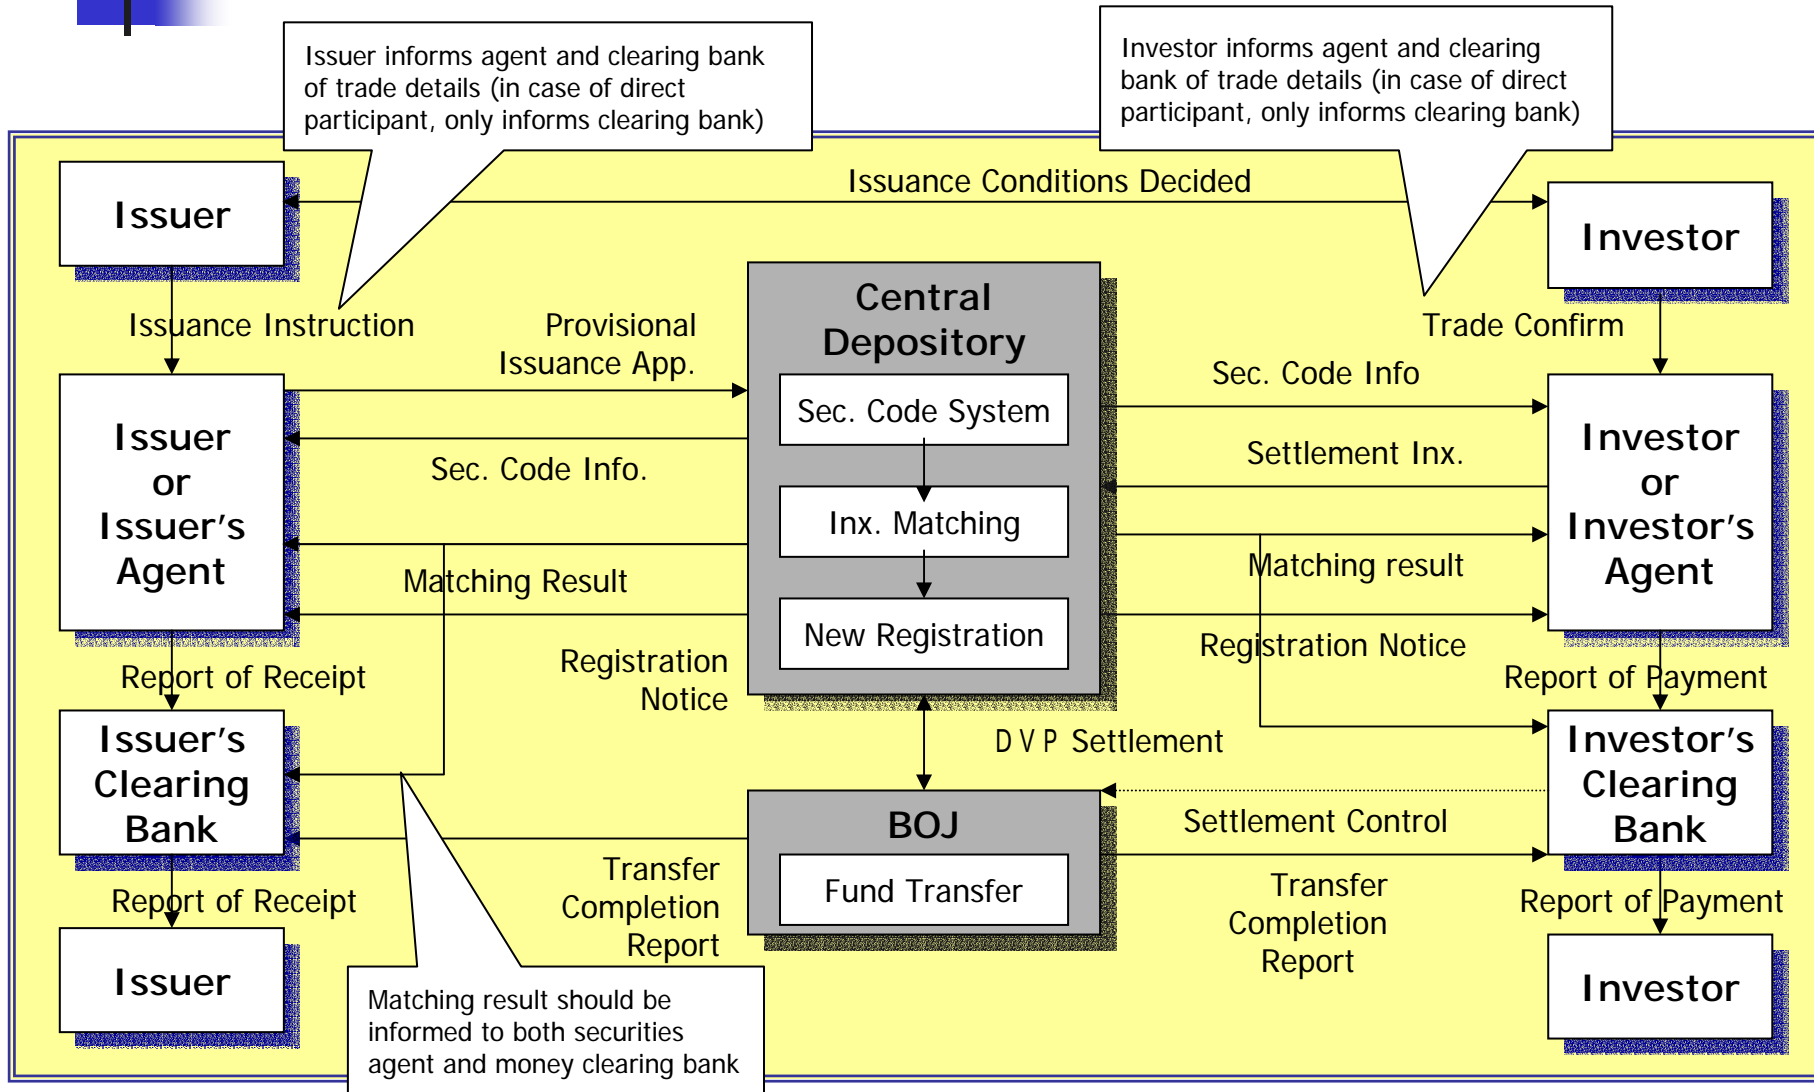 Issuer informs agent and clearing bank
of trade details (in case of direct
participant, only informs clearing bank)
Investor informs agent and clearing
bank of trade details (in case of direct
participant, only informs clearing bank)
Issuer
Issuance Conditions Decided
Investor
Issuance Instruction
Provisional
Issuance App.
Central
Depository
Trade Confirm
Sec. Code Info
Issuer
or
Issuer's
Agent
Sec. Code Info.
Sec. Code System
Settlement Inx.
Investor
or
Investor's
Agent
Inx. Matching
Matching Result
Matching result
New Registration
Registration
Notice
Registration Notice
Report of Receipt
Report of Payment
Issuer's
Clearing
Bank
DVP Settlement
Investor's
Clearing
Bank
BOJ
Settlement Control
Fund Transfer
Transfer
Completion
Report
Transfer
Completion
Report
Report of Receipt
Report of Payment
Issuer
Investor
Matching result should be
informed to both securities
agent and money clearing bank